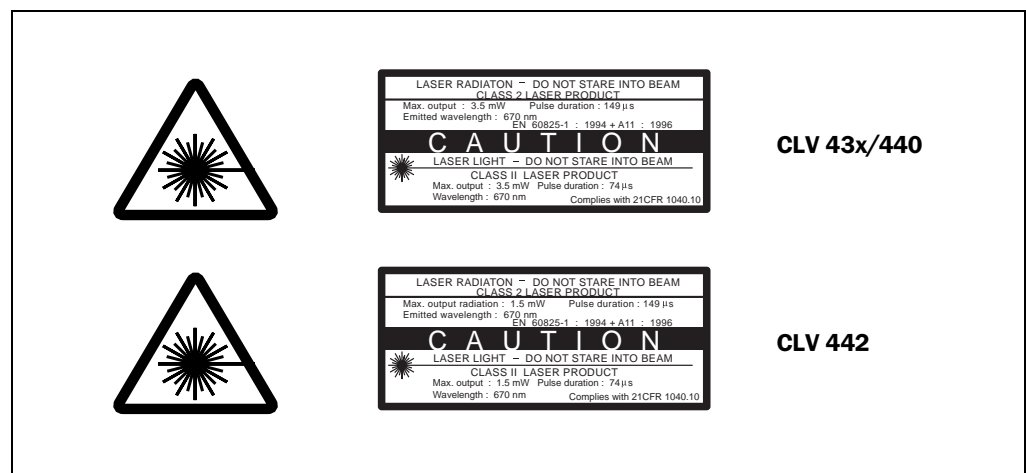 LASER RADIATON – DO NOT STARE INTO BEAM
CLASS 2 LASER PRODUCT
Max. output : 3.5 mW Pulse duration : 149 µs
Emitted wavelength : 670 nm
EN 60825-1 : 1994 + A11 : 1996
CAUTION
LASER LIGHT – DO NOT STARE INTO BEAM
CLASS II LASER PRODUCT
Max. output : 3.5 mW Pulse duration : 74 µs
Wavelength : 670 nm Complies with 21CFR 1040.10
CLV 43x/440
LASER RADIATON – DO NOT STARE INTO BEAM
CLASS 2 LASER PRODUCT
Max. output radiation : 1.5 mW Pulse duration : 149 µs
Emitted wavelength : 670 nm
EN 60825-1 : 1994 + A11 : 1996
CAUTION
LASER LIGHT – DO NOT STARE INTO BEAM
CLASS II LASER PRODUCT
Max. output : 1.5 mW Pulse duration : 74 µs
Wavelength : 670 nm Complies with 21CFR 1040.10
CLV 442